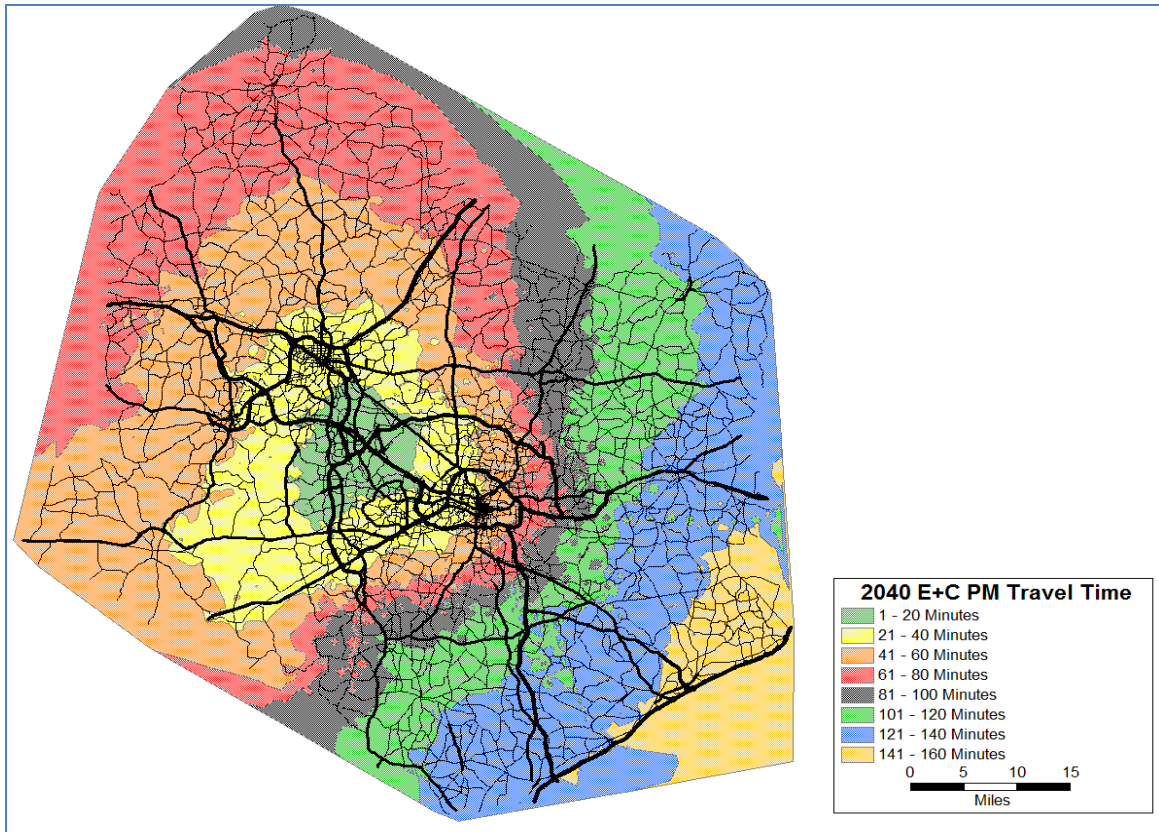 2040 E+C PM Travel Time
1 - 20 Minutes
21 - 40 Minutes
41 - 60 Minutes
61 - 80 Minutes
81 - 100 Minutes
101 - 120 Minutes
121 - 140 Minutes
141 - 160 Minutes
0 5 10 15
Miles